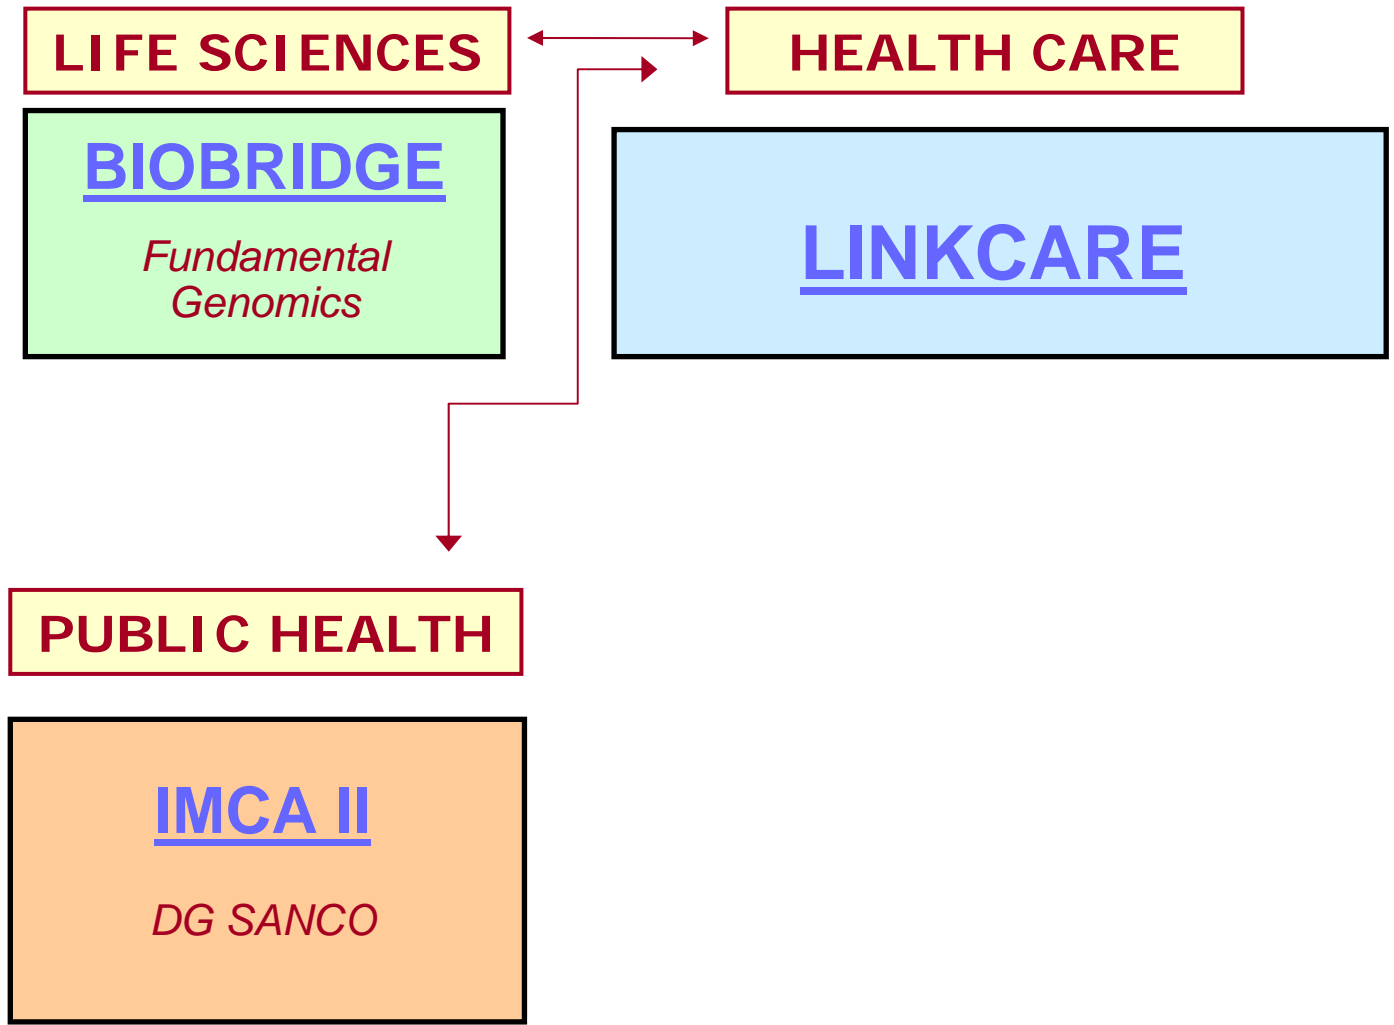 LIFE SCIENCES
HEALTH CARE
BIOBRIDGE
Fundamental
Genomics
LINKCARE
PUBLIC HEALTH
IMCA II
DG SANCO